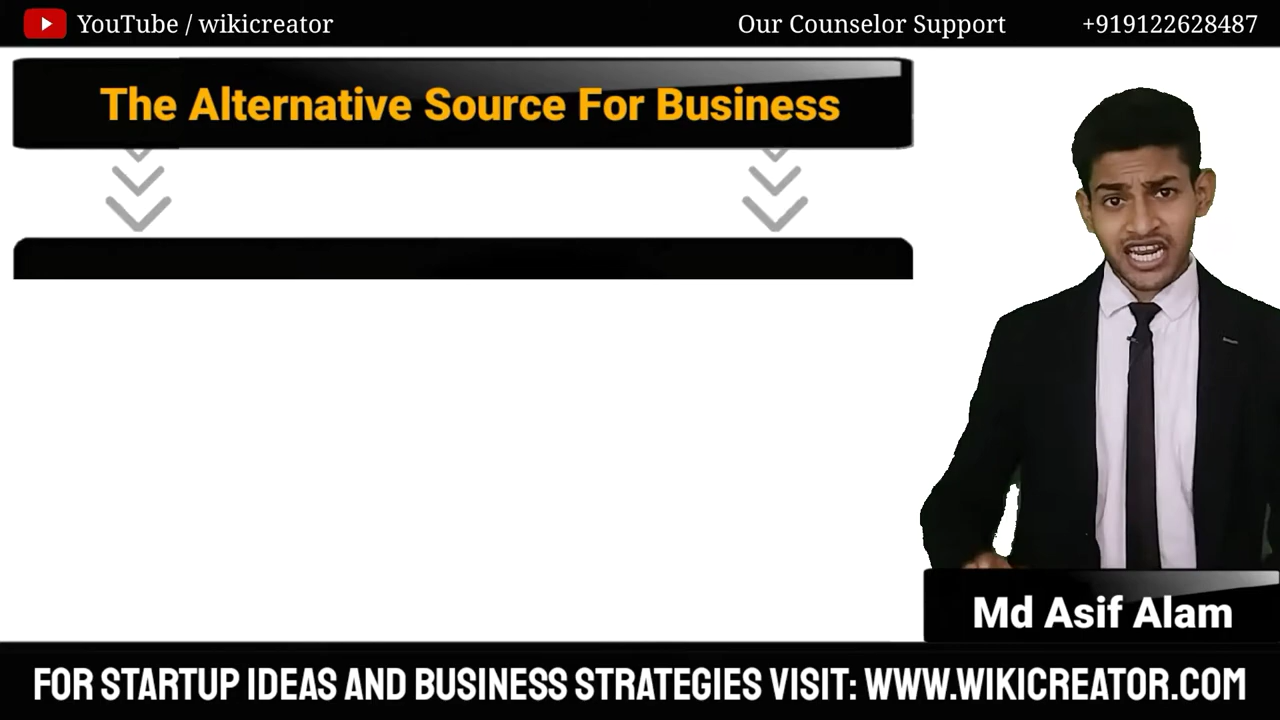 YouTube / wikicreator
Our Counselor Support +919122628487
The Alternative Source For Business
Md Asif Alam
FOR STARTUP IDEAS AND BUSINESS STRATEGIES VISIT: WWW.WIKICREATOR.COM